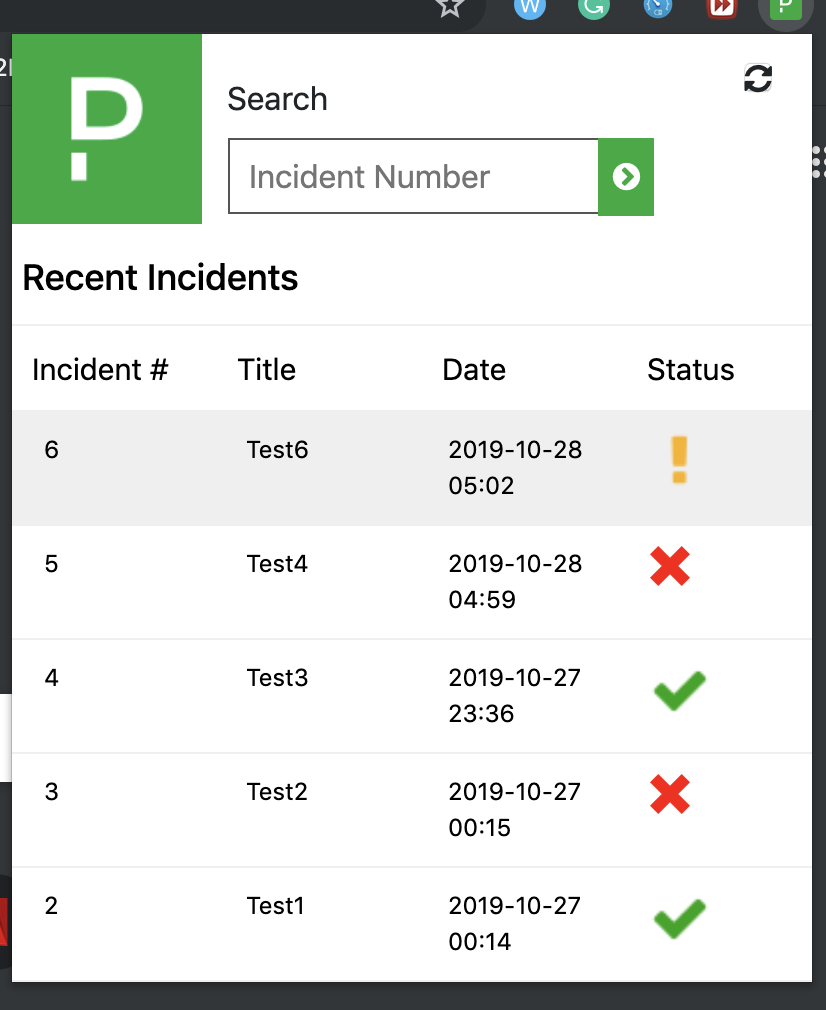 W
G
P
P
Search
Incident Number
Recent Incidents
Incident #
Title
Date
Status
6
Test6
2019-10-28
05:02
5
Test4
2019-10-28
04:59
4
Test3
2019-10-27
23:36
3
Test2
2019-10-27
00:15
2
Test1
2019-10-27
00:14